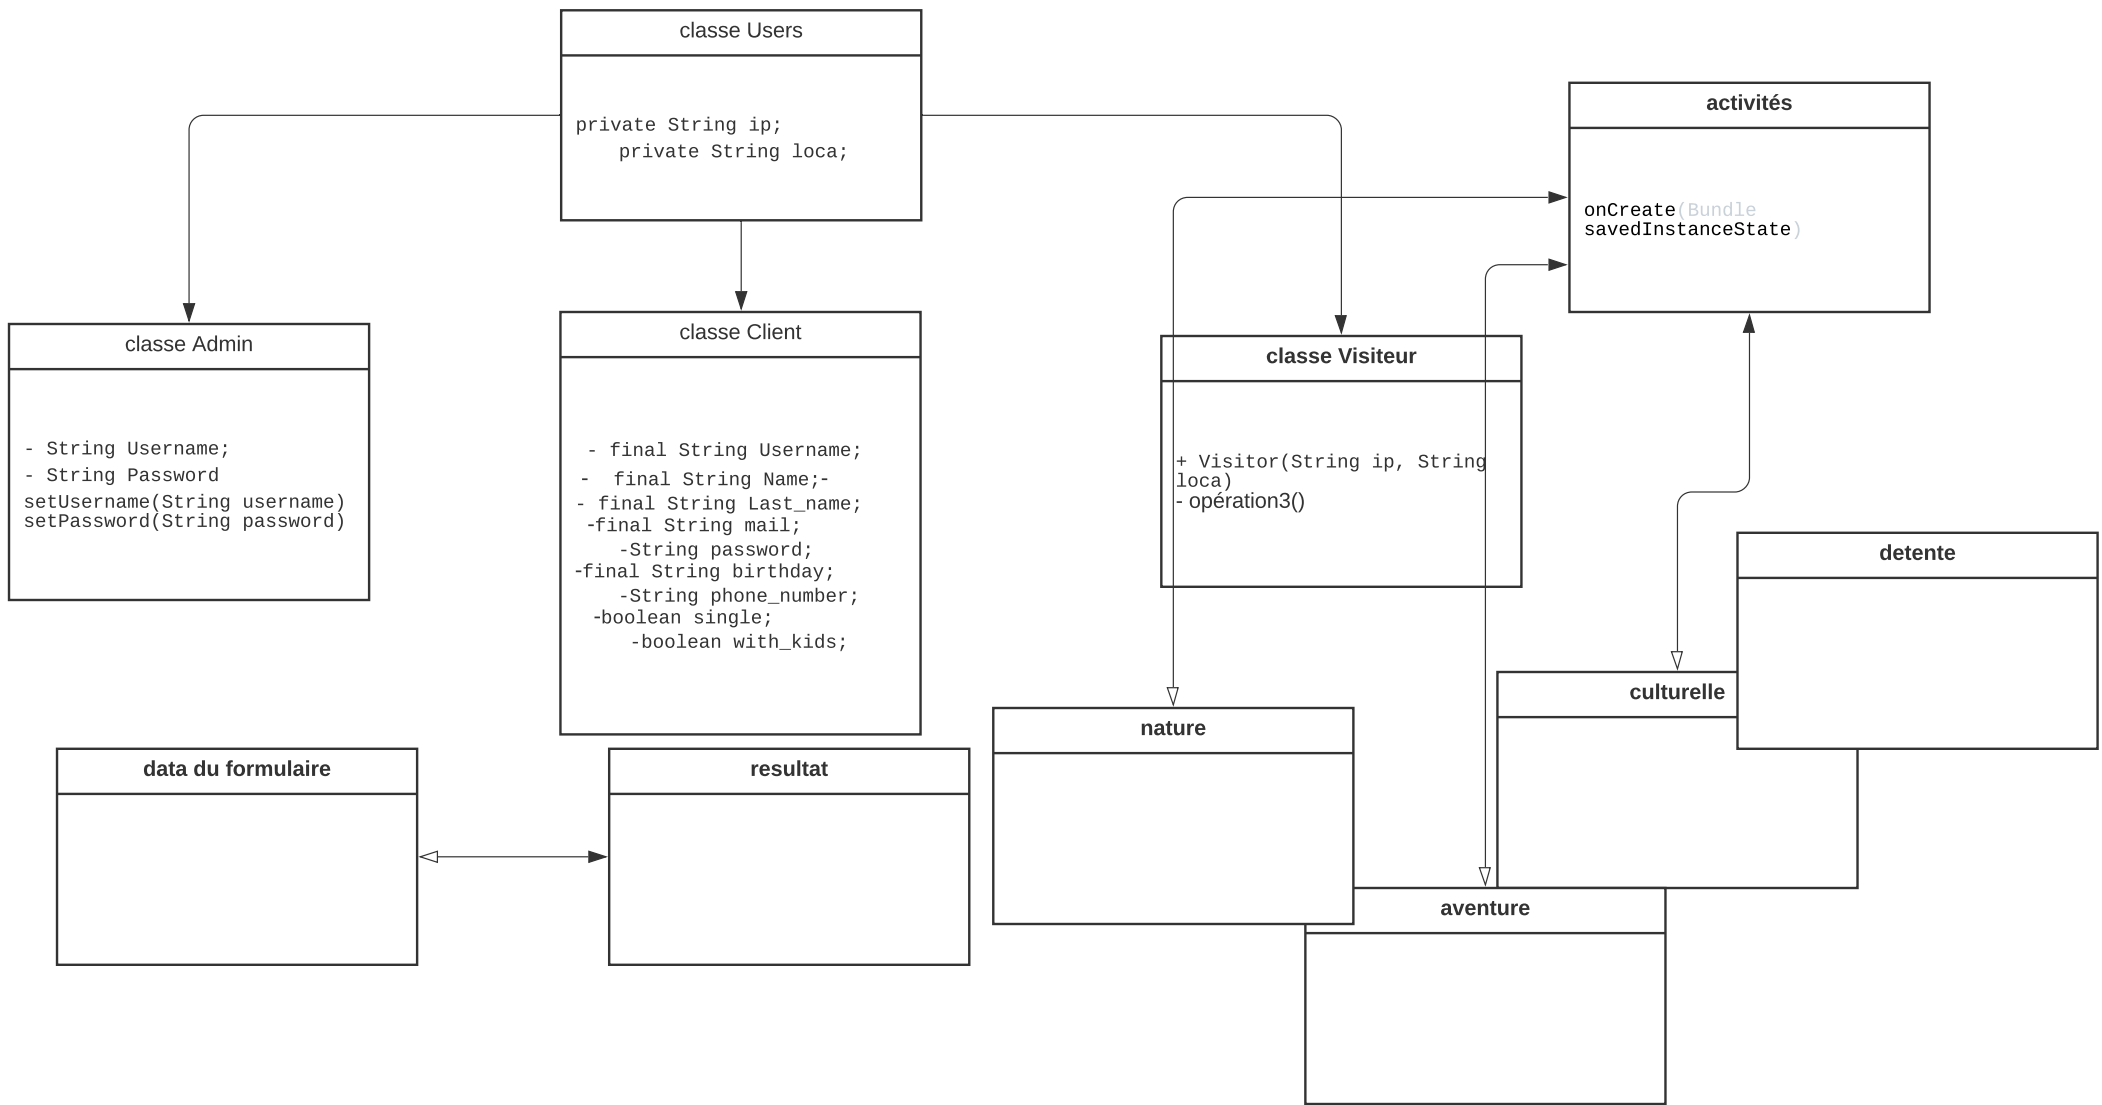 classe Users
private String ip;
private String loca;
activités
onCreate(Bundle
savedInstanceState)
classe Admin
- String Username;
- String Password
setUsername(String username)
setPassword(String password)
classe Client
- final String Username;
- final String Name;-
- final String Last_name;
-final String mail;
-String password;
-final String birthday;
-String phone_number;
-boolean single;
-boolean with_kids;
classe Visiteur
+ Visitor(String ip, String
loca)
- opération3()
detente
culturelle
nature
data du formulaire
resultat
aventure